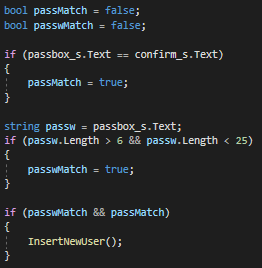 bool passMatch = false;
bool passwMatch = false;
if (passbox_s.Text == confirm_s.Text)
{
passMatch = true;
}
string passw = passbox_s.Text;
if (passw.Length > 6 && passw.Length < 25)
{
passwMatch = true;
}
if (passwMatch && passMatch)
{
InsertNewUser();
}